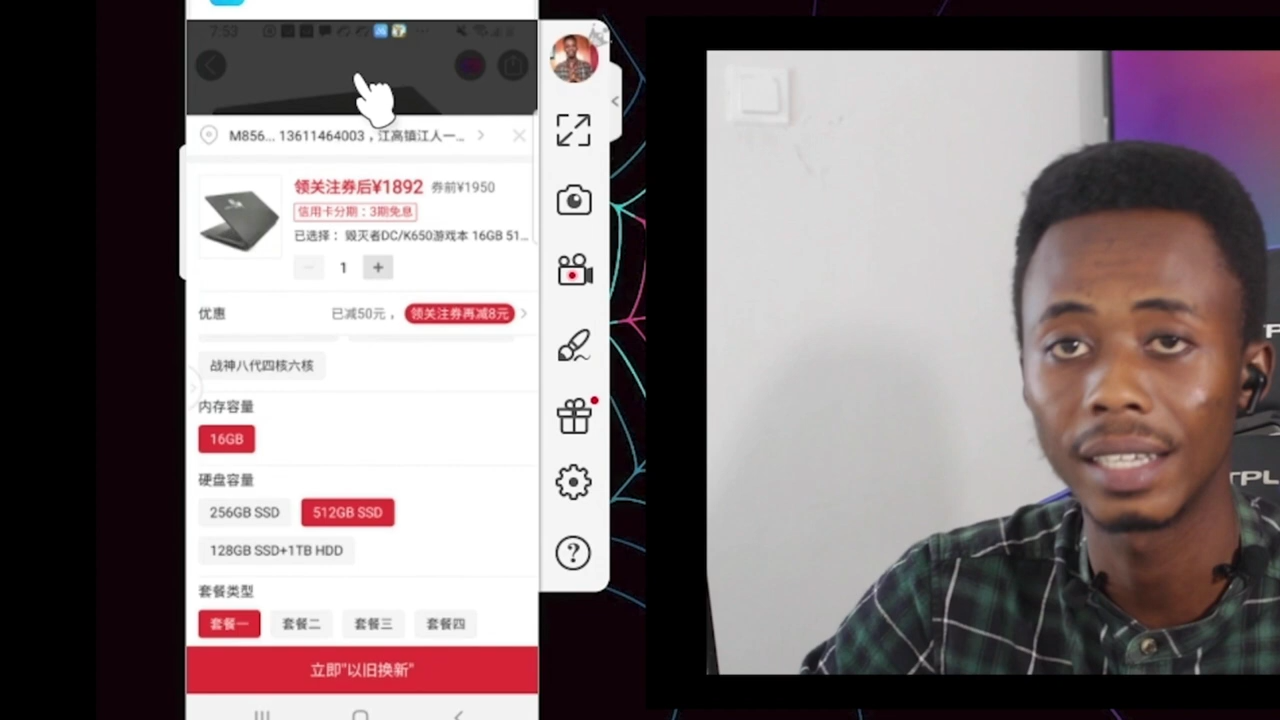 7:53
M856... 13611464003，江高镇江人一...
领关注券后¥1892 券前¥1950
信用卡分期：3期免息
已选择： 毁灭者DC/K650游戏本 16GB 51...
1
优惠 已减50元， 领关注券再减8元
战神八代四核六核
内存容量
16GB
硬盘容量
256GB SSD 512GB SSD
128GB SSD+1TB HDD
套餐类型
套餐一 套餐二 套餐三 套餐四
立即"以旧换新"
TPL